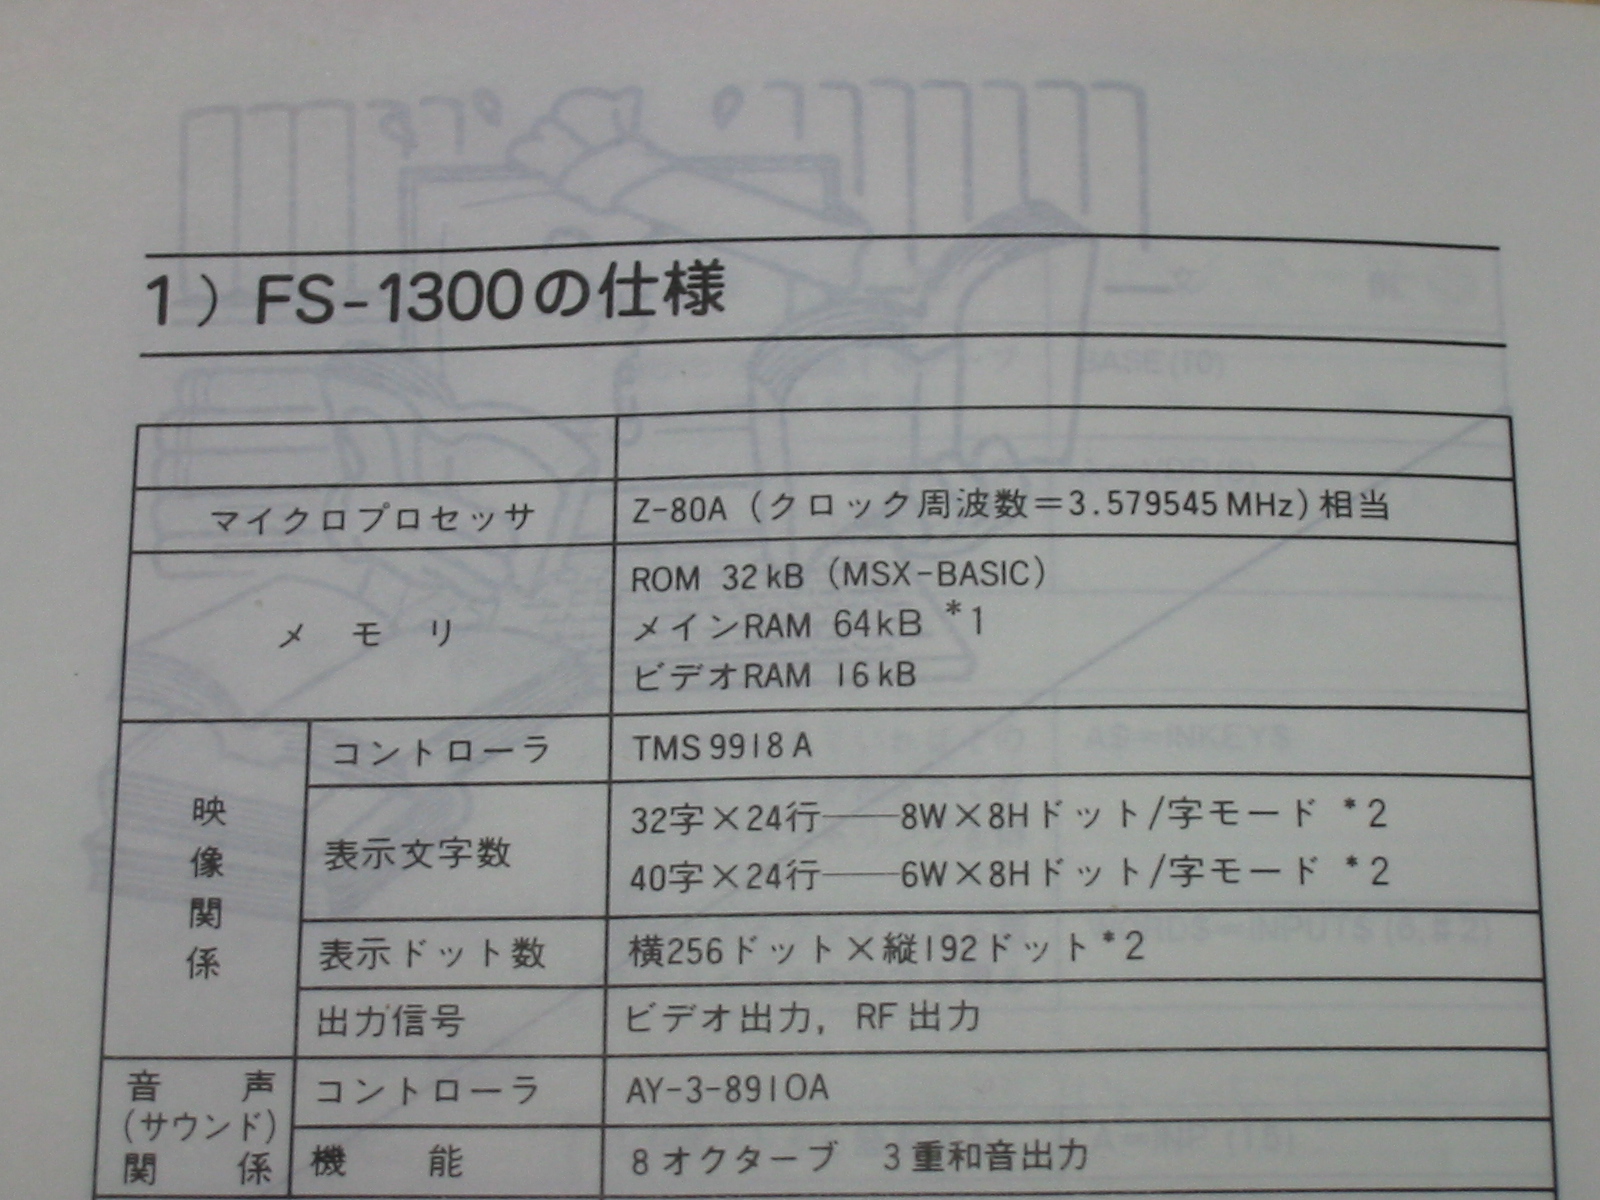 1）FS-1300の仕様
マイクロプロセッサ
Z-80A（クロック周波数＝3.579545MHz）相当
メモリ
ROM 32kB（MSX-BASIC）
メインRAM 64kB *1
ビデオRAM 16kB
映像関係
コントローラ
TMS9918A
表示文字数
32字×24行――8W×8Hドット/字モード *2
40字×24行――6W×8Hドット/字モード *2
表示ドット数
横256ドット×縦192ドット*2
出力信号
ビデオ出力，RF出力
音声
(サウンド)
関係
コントローラ
AY-3-8910A
機能
8オクターブ 3重和音出力